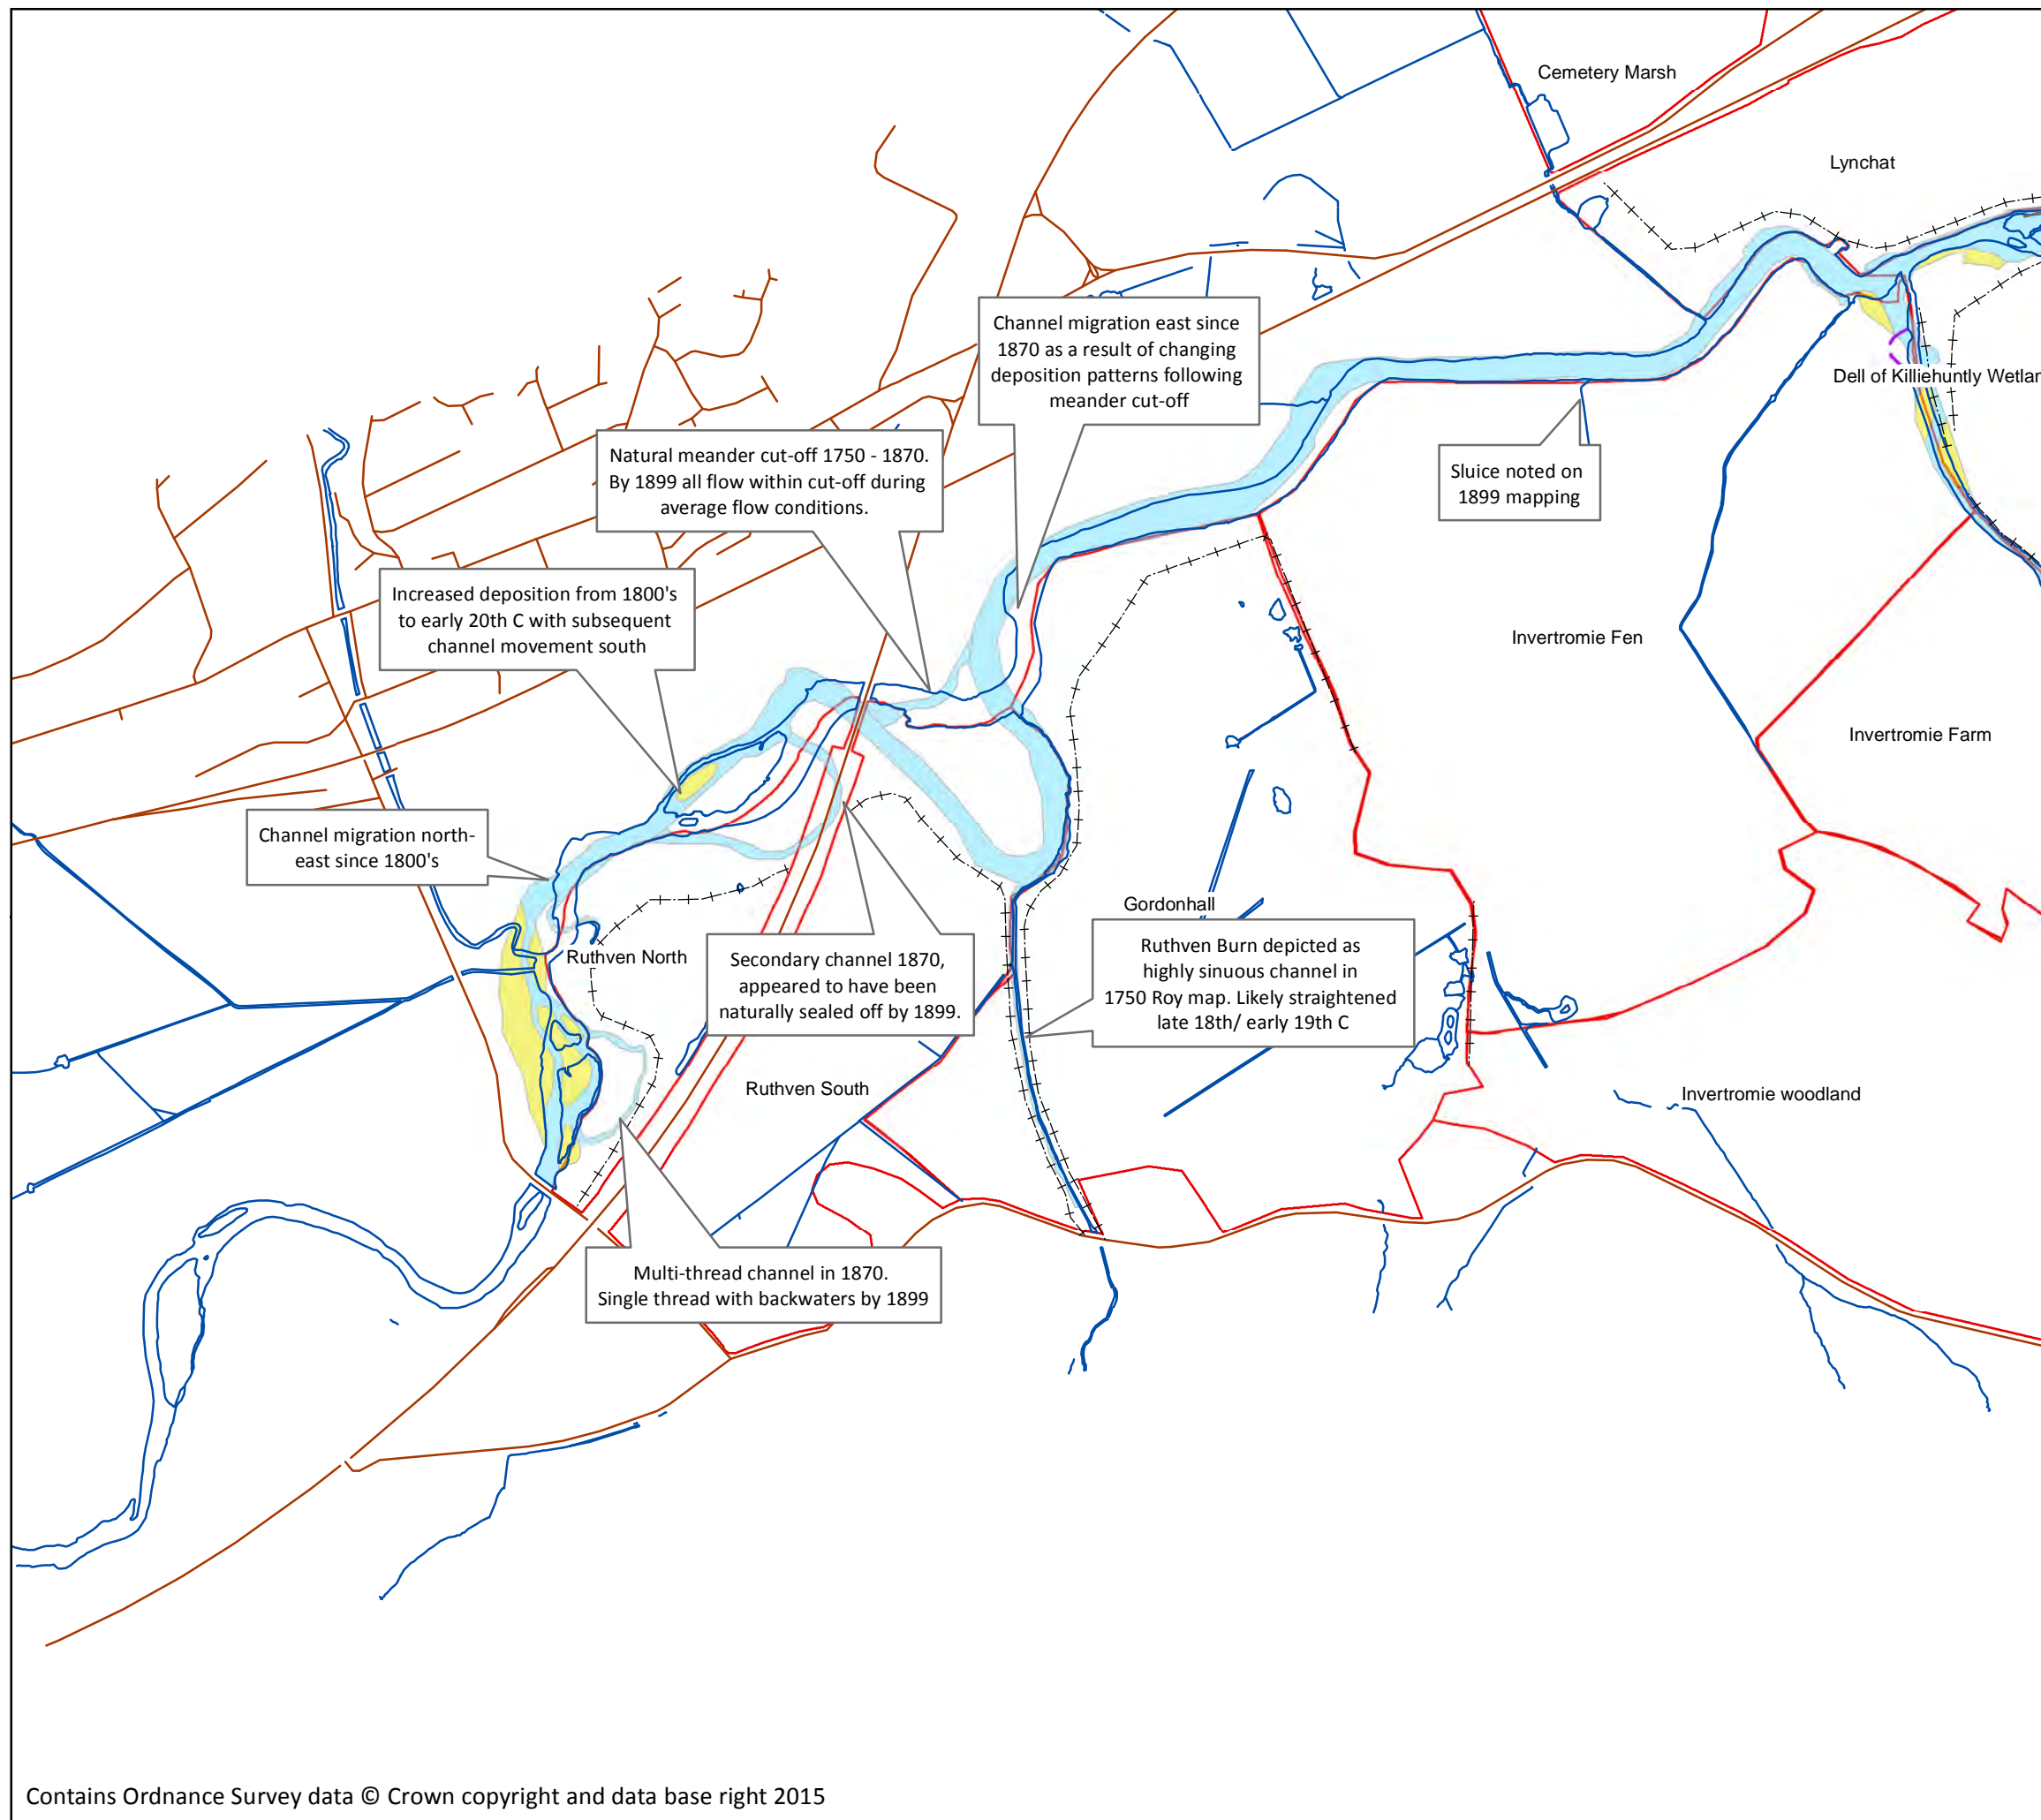 Cemetery Marsh
Lynchat
Channel migration east since
1870 as a result of changing
deposition patterns following
meander cut-off
Dell of Killiehuntly Wetlan
Natural meander cut-off 1750 - 1870.
By 1899 all flow within cut-off during
average flow conditions.
Sluice noted on
1899 mapping
Increased deposition from 1800's
to early 20th C with subsequent
channel movement south
Invertromie Fen
Invertromie Farm
Channel migration north-
east since 1800's
Gordonhall
Ruthven North
Secondary channel 1870,
appeared to have been
naturally sealed off by 1899.
Ruthven Burn depicted as
highly sinuous channel in
1750 Roy map. Likely straightened
late 18th/ early 19th C
Ruthven South
Invertromie woodland
Multi-thread channel in 1870.
Single thread with backwaters by 1899
Contains Ordnance Survey data © Crown copyright and data base right 2015